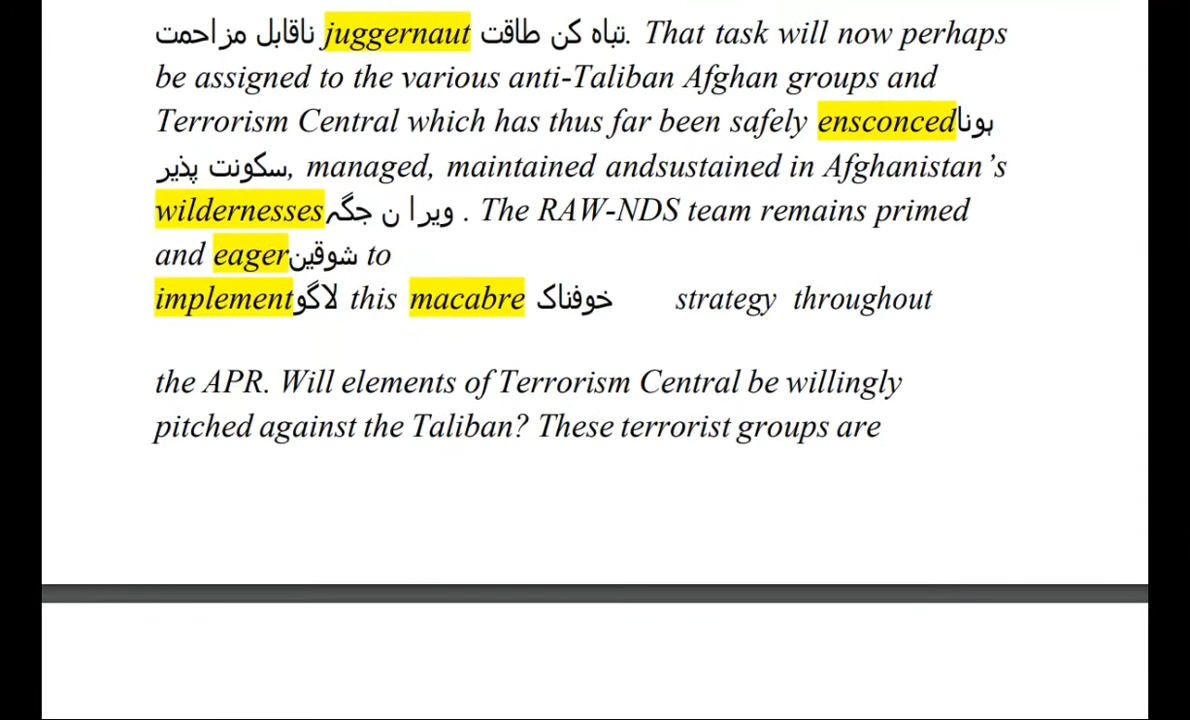 ناقابل مزاحمت juggernaut تباہ کن طاقت. That task will now perhaps
be assigned to the various anti-Taliban Afghan groups and
Terrorism Central which has thus far been safely ensconcedہونا
سکونت پذیر, managed, maintained andsustained in Afghanistan’s
wildernessesویرا ن جگہ . The RAW-NDS team remains primed
and eagerشوقین to
implementلاگو this macabre خوفناک strategy throughout
the APR. Will elements of Terrorism Central be willingly
pitched against the Taliban? These terrorist groups are